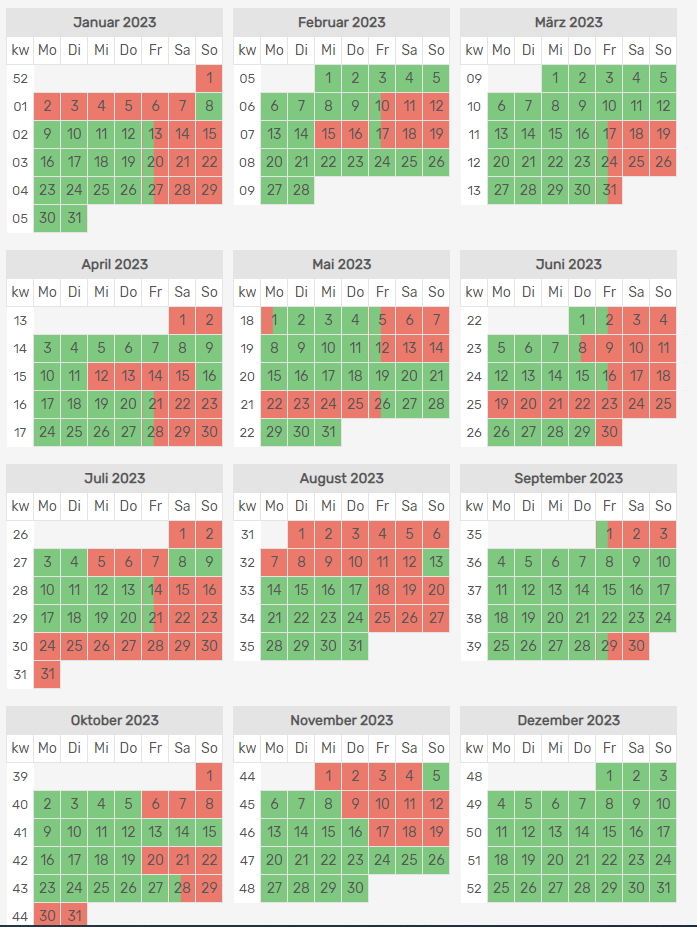 Januar 2023 Februar 2023 März 2023
kw Mo Di Mi Do Fr Sa So kw Mo Di Mi Do Fr Sa So kw Mo Di Mi Do Fr Sa So
52 1 05 1 2 3 4 5 09 1 2 3 4 5
01 2 3 4 5 6 7 8 06 6 7 8 9 10 11 12 10 6 7 8 9 10 11 12
02 9 10 11 12 13 14 15 07 13 14 15 16 17 18 19 11 13 14 15 16 17 18 19
03 16 17 18 19 20 21 22 08 20 21 22 23 24 25 26 12 20 21 22 23 24 25 26
04 23 24 25 26 27 28 29 09 27 28 13 27 28 29 30 31
05 30 31
April 2023 Mai 2023 Juni 2023
kw Mo Di Mi Do Fr Sa So kw Mo Di Mi Do Fr Sa So kw Mo Di Mi Do Fr Sa So
13 1 2 18 1 2 3 4 5 6 7 22 1 2 3 4
14 3 4 5 6 7 8 9 19 8 9 10 11 12 13 14 23 5 6 7 8 9 10 11
15 10 11 12 13 14 15 16 20 15 16 17 18 19 20 21 24 12 13 14 15 16 17 18
16 17 18 19 20 21 22 23 21 22 23 24 25 26 27 28 25 19 20 21 22 23 24 25
17 24 25 26 27 28 29 30 22 29 30 31 26 26 27 28 29 30
Juli 2023 August 2023 September 2023
kw Mo Di Mi Do Fr Sa So kw Mo Di Mi Do Fr Sa So kw Mo Di Mi Do Fr Sa So
26 1 2 31 1 2 3 4 5 6 35 1 2 3
27 3 4 5 6 7 8 9 32 7 8 9 10 11 12 13 36 4 5 6 7 8 9 10
28 10 11 12 13 14 15 16 33 14 15 16 17 18 19 20 37 11 12 13 14 15 16 17
29 17 18 19 20 21 22 23 34 21 22 23 24 25 26 27 38 18 19 20 21 22 23 24
30 24 25 26 27 28 29 30 35 28 29 30 31 39 25 26 27 28 29 30
31 31
Oktober 2023 November 2023 Dezember 2023
kw Mo Di Mi Do Fr Sa So kw Mo Di Mi Do Fr Sa So kw Mo Di Mi Do Fr Sa So
39 1 44 1 2 3 4 5 48 1 2 3
40 2 3 4 5 6 7 8 45 6 7 8 9 10 11 12 49 4 5 6 7 8 9 10
41 9 10 11 12 13 14 15 46 13 14 15 16 17 18 19 50 11 12 13 14 15 16 17
42 16 17 18 19 20 21 22 47 20 21 22 23 24 25 26 51 18 19 20 21 22 23 24
43 23 24 25 26 27 28 29 48 27 28 29 30 52 25 26 27 28 29 30 31
44 30 31